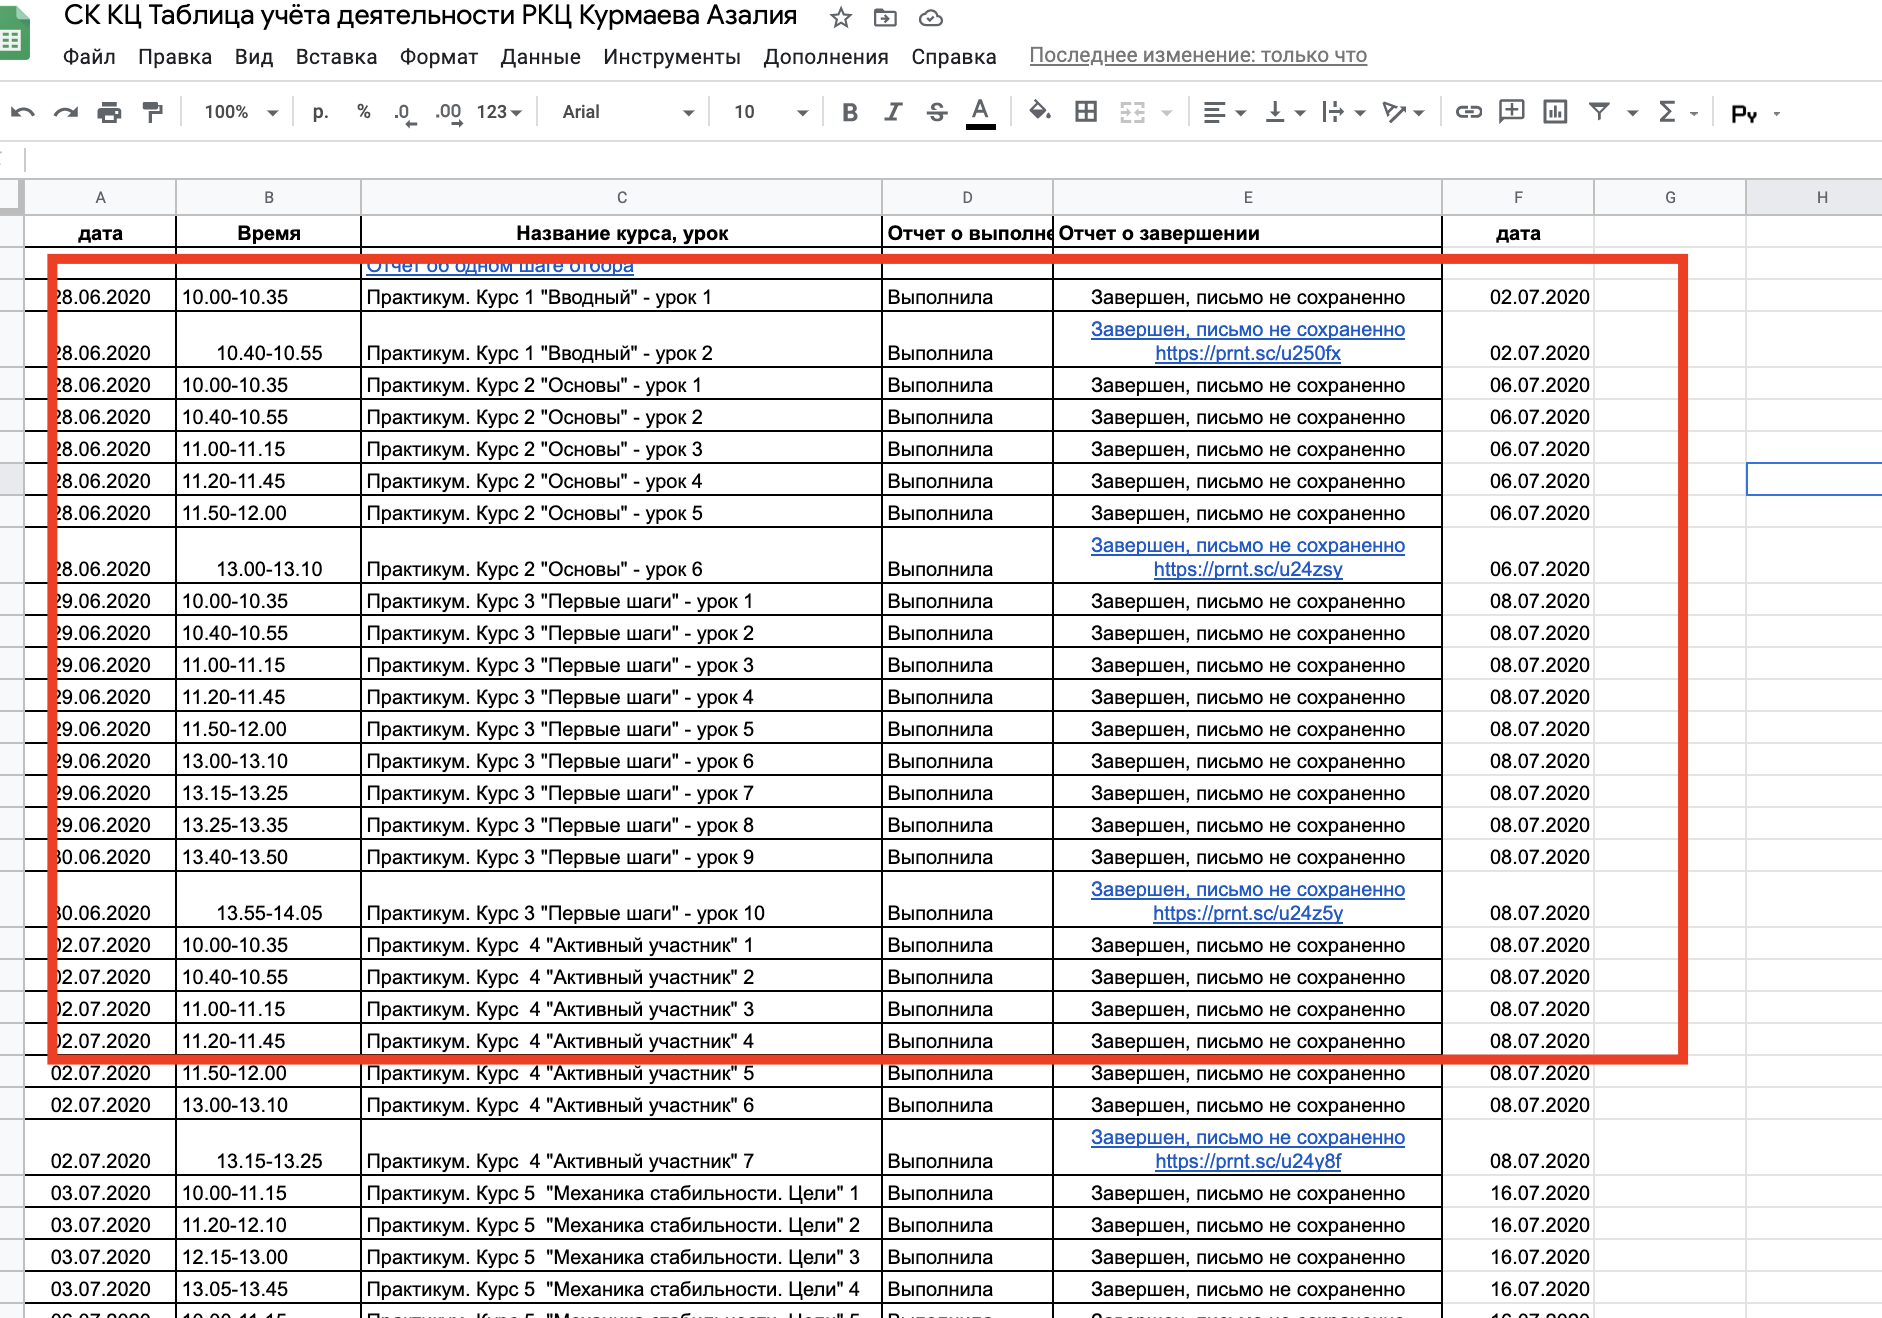 СК КЦ Таблица учёта деятельности РКЦ Курмаева Азалия
Файл Правка Вид Вставка Формат Данные Инструменты Дополнения Справка Последнее изменение: только что
100% р. % .0 .00 123 Arial 10 B I S A Σ Ру
A B C D E F G H
дата Время Название курса, урок Отчет о выполне Отчет о завершении дата
Отчет об одном шаге отбора
28.06.2020 10.00-10.35 Практикум. Курс 1 "Вводный" - урок 1 Выполнила Завершен, письмо не сохраненно 02.07.2020
Завершен, письмо не сохраненно
28.06.2020 10.40-10.55 Практикум. Курс 1 "Вводный" - урок 2 Выполнила https://prnt.sc/u250fx 02.07.2020
28.06.2020 10.00-10.35 Практикум. Курс 2 "Основы" - урок 1 Выполнила Завершен, письмо не сохраненно 06.07.2020
28.06.2020 10.40-10.55 Практикум. Курс 2 "Основы" - урок 2 Выполнила Завершен, письмо не сохраненно 06.07.2020
28.06.2020 11.00-11.15 Практикум. Курс 2 "Основы" - урок 3 Выполнила Завершен, письмо не сохраненно 06.07.2020
28.06.2020 11.20-11.45 Практикум. Курс 2 "Основы" - урок 4 Выполнила Завершен, письмо не сохраненно 06.07.2020
28.06.2020 11.50-12.00 Практикум. Курс 2 "Основы" - урок 5 Выполнила Завершен, письмо не сохраненно 06.07.2020
Завершен, письмо не сохраненно
28.06.2020 13.00-13.10 Практикум. Курс 2 "Основы" - урок 6 Выполнила https://prnt.sc/u24zsy 06.07.2020
29.06.2020 10.00-10.35 Практикум. Курс 3 "Первые шаги" - урок 1 Выполнила Завершен, письмо не сохраненно 08.07.2020
29.06.2020 10.40-10.55 Практикум. Курс 3 "Первые шаги" - урок 2 Выполнила Завершен, письмо не сохраненно 08.07.2020
29.06.2020 11.00-11.15 Практикум. Курс 3 "Первые шаги" - урок 3 Выполнила Завершен, письмо не сохраненно 08.07.2020
29.06.2020 11.20-11.45 Практикум. Курс 3 "Первые шаги" - урок 4 Выполнила Завершен, письмо не сохраненно 08.07.2020
29.06.2020 11.50-12.00 Практикум. Курс 3 "Первые шаги" - урок 5 Выполнила Завершен, письмо не сохраненно 08.07.2020
29.06.2020 13.00-13.10 Практикум. Курс 3 "Первые шаги" - урок 6 Выполнила Завершен, письмо не сохраненно 08.07.2020
29.06.2020 13.15-13.25 Практикум. Курс 3 "Первые шаги" - урок 7 Выполнила Завершен, письмо не сохраненно 08.07.2020
29.06.2020 13.25-13.35 Практикум. Курс 3 "Первые шаги" - урок 8 Выполнила Завершен, письмо не сохраненно 08.07.2020
30.06.2020 13.40-13.50 Практикум. Курс 3 "Первые шаги" - урок 9 Выполнила Завершен, письмо не сохраненно 08.07.2020
Завершен, письмо не сохраненно
30.06.2020 13.55-14.05 Практикум. Курс 3 "Первые шаги" - урок 10 Выполнила https://prnt.sc/u24z5y 08.07.2020
02.07.2020 10.00-10.35 Практикум. Курс 4 "Активный участник" 1 Выполнила Завершен, письмо не сохраненно 08.07.2020
02.07.2020 10.40-10.55 Практикум. Курс 4 "Активный участник" 2 Выполнила Завершен, письмо не сохраненно 08.07.2020
02.07.2020 11.00-11.15 Практикум. Курс 4 "Активный участник" 3 Выполнила Завершен, письмо не сохраненно 08.07.2020
02.07.2020 11.20-11.45 Практикум. Курс 4 "Активный участник" 4 Выполнила Завершен, письмо не сохраненно 08.07.2020
02.07.2020 11.50-12.00 Практикум. Курс 4 "Активный участник" 5 Выполнила Завершен, письмо не сохраненно 08.07.2020
02.07.2020 13.00-13.10 Практикум. Курс 4 "Активный участник" 6 Выполнила Завершен, письмо не сохраненно 08.07.2020
Завершен, письмо не сохраненно
02.07.2020 13.15-13.25 Практикум. Курс 4 "Активный участник" 7 Выполнила https://prnt.sc/u24y8f 08.07.2020
03.07.2020 10.00-11.15 Практикум. Курс 5 "Механика стабильности. Цели" 1 Выполнила Завершен, письмо не сохраненно 16.07.2020
03.07.2020 11.20-12.10 Практикум. Курс 5 "Механика стабильности. Цели" 2 Выполнила Завершен, письмо не сохраненно 16.07.2020
03.07.2020 12.15-13.00 Практикум. Курс 5 "Механика стабильности. Цели" 3 Выполнила Завершен, письмо не сохраненно 16.07.2020
03.07.2020 13.05-13.45 Практикум. Курс 5 "Механика стабильности. Цели" 4 Выполнила Завершен, письмо не сохраненно 16.07.2020